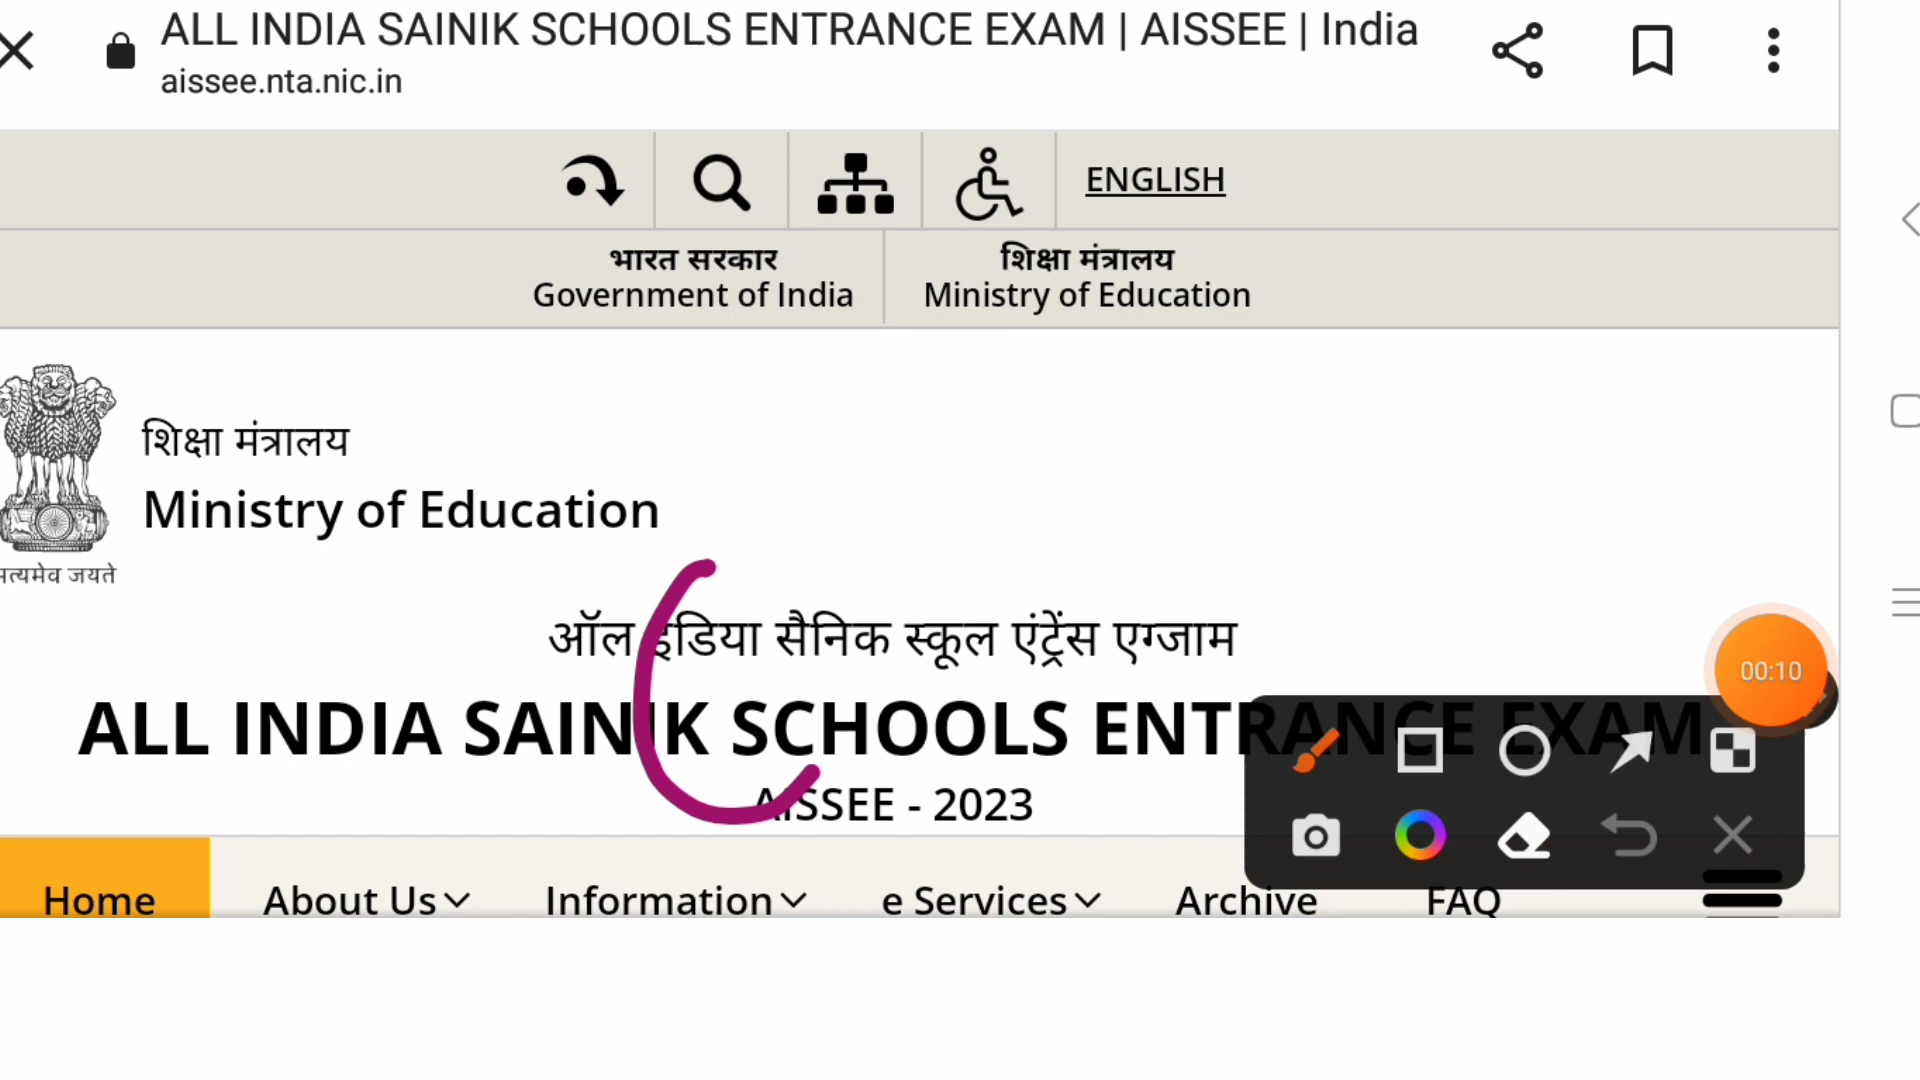 ALL INDIA SAINIK SCHOOLS ENTRANCE EXAM | AISSEE | India
aissee.nta.nic.in
ENGLISH
भारत सरकार
Government of India
शिक्षा मंत्रालय
Ministry of Education
शिक्षा मंत्रालय
Ministry of Education
सत्यमेव जयते
ऑल इंडिया सैनिक स्कूल एंट्रेंस एग्जाम
ALL INDIA SAINIK SCHOOLS ENTRANCE EXAM
00:10
AISSEE - 2023
Home About Us Information e Services Archive FAQ